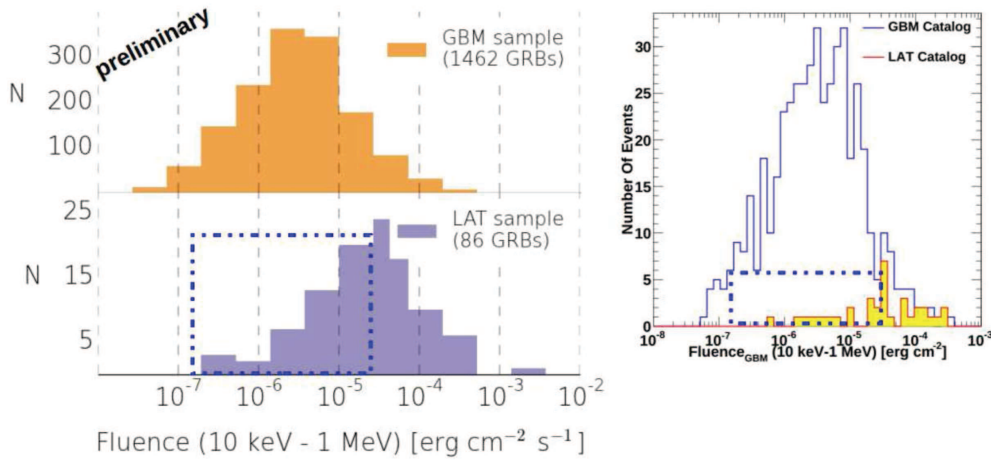 preliminary
GBM sample
(1462 GRBs)
N
300
200
100
LAT sample
(86 GRBs)
N
25
15
5
10⁻⁷ 10⁻⁶ 10⁻⁵ 10⁻⁴ 10⁻³ 10⁻²
Fluence (10 keV - 1 MeV) [erg cm⁻² s⁻¹]
GBM Catalog
LAT Catalog
Number Of Events
30
25
20
15
10
5
0
10⁻⁸ 10⁻⁷ 10⁻⁶ 10⁻⁵ 10⁻⁴ 10⁻³
Fluence_GBM (10 keV-1 MeV) [erg cm⁻²]